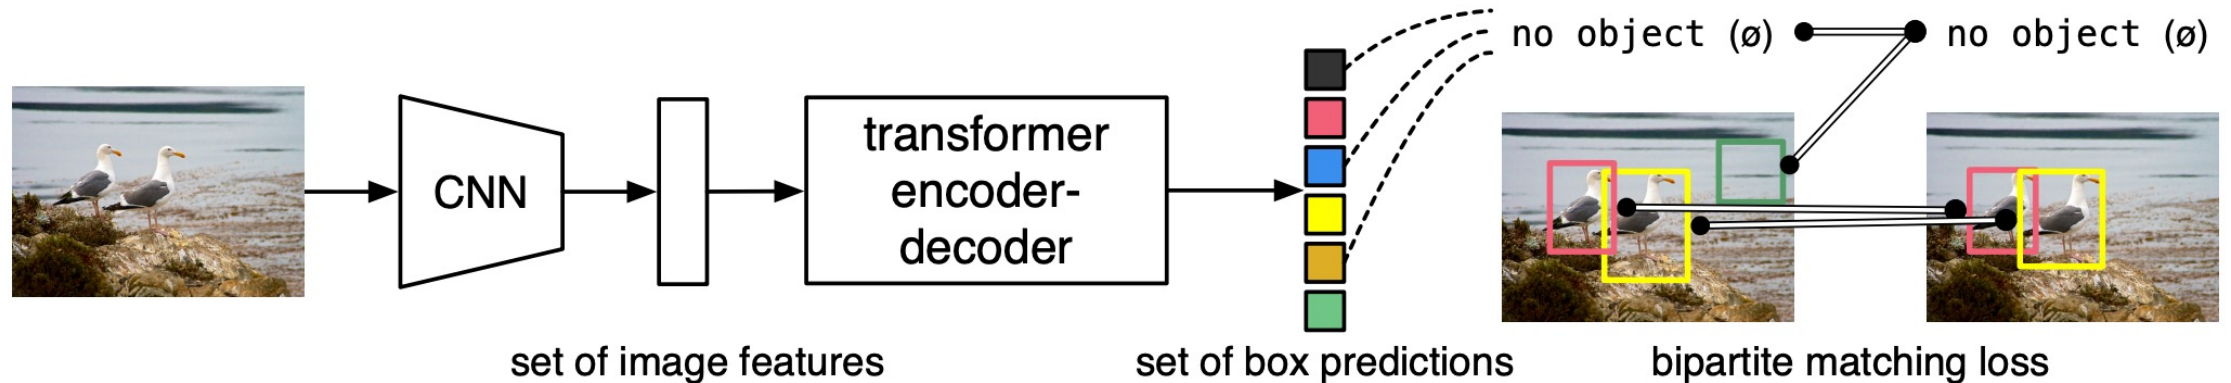 no object (ø)
no object (ø)
CNN
transformer
encoder-
decoder
set of image features
set of box predictions
bipartite matching loss